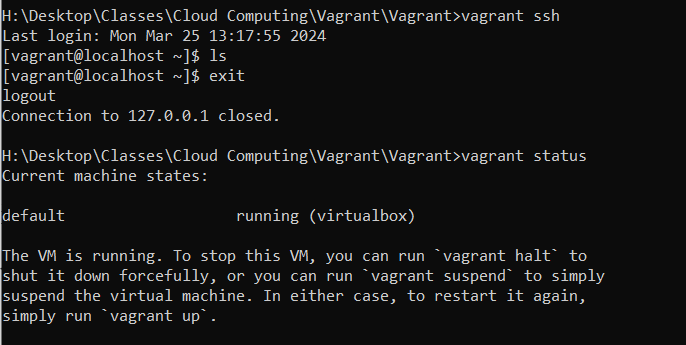 H:\Desktop\Classes\Cloud Computing\Vagrant\Vagrant>vagrant ssh
Last login: Mon Mar 25 13:17:55 2024
[vagrant@localhost ~]$ ls
[vagrant@localhost ~]$ exit
logout
Connection to 127.0.0.1 closed.
H:\Desktop\Classes\Cloud Computing\Vagrant\Vagrant>vagrant status
Current machine states:
default                   running (virtualbox)
The VM is running. To stop this VM, you can run `vagrant halt` to
shut it down forcefully, or you can run `vagrant suspend` to simply
suspend the virtual machine. In either case, to restart it again,
simply run `vagrant up`.